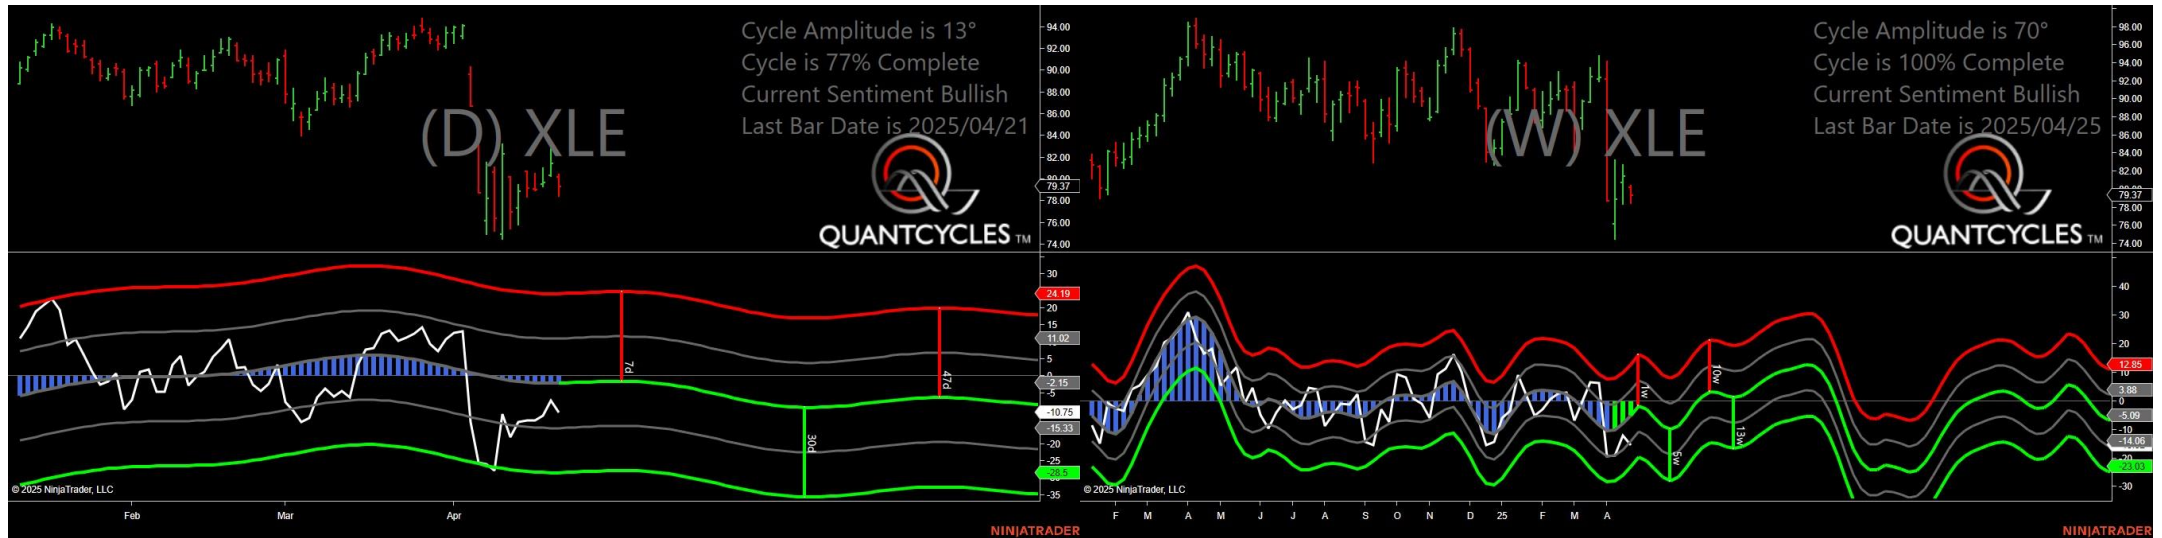 Cycle Amplitude is 13°
Cycle is 77% Complete
Current Sentiment Bullish
Last Bar Date is 2025/04/21
(D) XLE
QUANTCYCLES TM
94.00
92.00
90.00
88.00
86.00
84.00
82.00
80.00
79.37
78.00
76.00
74.00
30
24.19
20
15
11.02
5
0
-2.15
-5
-10.75
-15.33
-20
-25
-28.5
-35
7d
30d
47d
© 2025 NinjaTrader, LLC
Feb
Mar
Apr
NINJATRADER
Cycle Amplitude is 70°
Cycle is 100% Complete
Current Sentiment Bullish
Last Bar Date is 2025/04/25
(W) XLE
QUANTCYCLES TM
98.00
96.00
94.00
92.00
90.00
88.00
86.00
84.00
82.00
79.37
78.00
76.00
74.00
40
30
20
12.85
10
3.88
0
-5.09
-10
-14.06
-20
-23.03
-30
1w
5w
10w
13w
© 2025 NinjaTrader, LLC
F
M
A
M
J
J
A
S
O
N
D
25
F
M
A
NINJATRADER